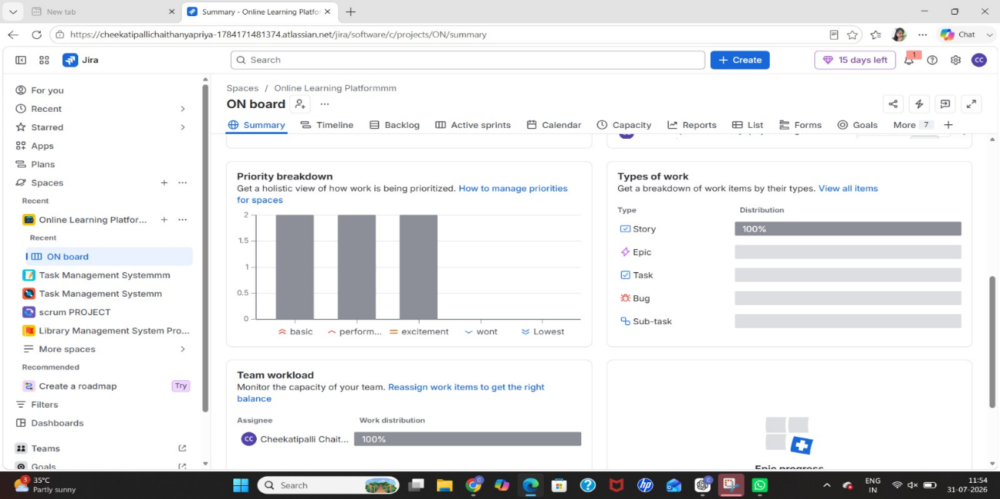 New tab
Summary - Online Learning Platfor
https://cheekatipallichaithanyapriya-1784171481374.atlassian.net/jira/software/c/projects/ON/summary
Chat
Jira
Search
+ Create
15 days left
1
CC
For you
Recent
Starred
Apps
Plans
Spaces
Recent
Online Learning Platfor...
Recent
ON board
Task Management Systemmm
Task Management Systemm
scrum PROJECT
Library Management System Pro...
More spaces
Recommended
Create a roadmap
Try
Filters
Dashboards
Teams
Goals
Spaces / Online Learning Platformmm
ON board
Summary
Timeline
Backlog
Active sprints
Calendar
Capacity
Reports
List
Forms
Goals
More 7
Priority breakdown
Get a holistic view of how work is being prioritized. How to manage priorities
for spaces
2
1.5
1
0.5
0
basic
perform...
excitement
wont
Lowest
Types of work
Get a breakdown of work items by their types. View all items
Type
Distribution
Story
100%
Epic
Task
Bug
Sub-task
Team workload
Monitor the capacity of your team. Reassign work items to get the right
balance
Assignee
Work distribution
CC
Cheekatipalli Chait...
100%
Epic progress
3
35°C
Partly sunny
Search
ENG
IN
11:54
31-07-2026